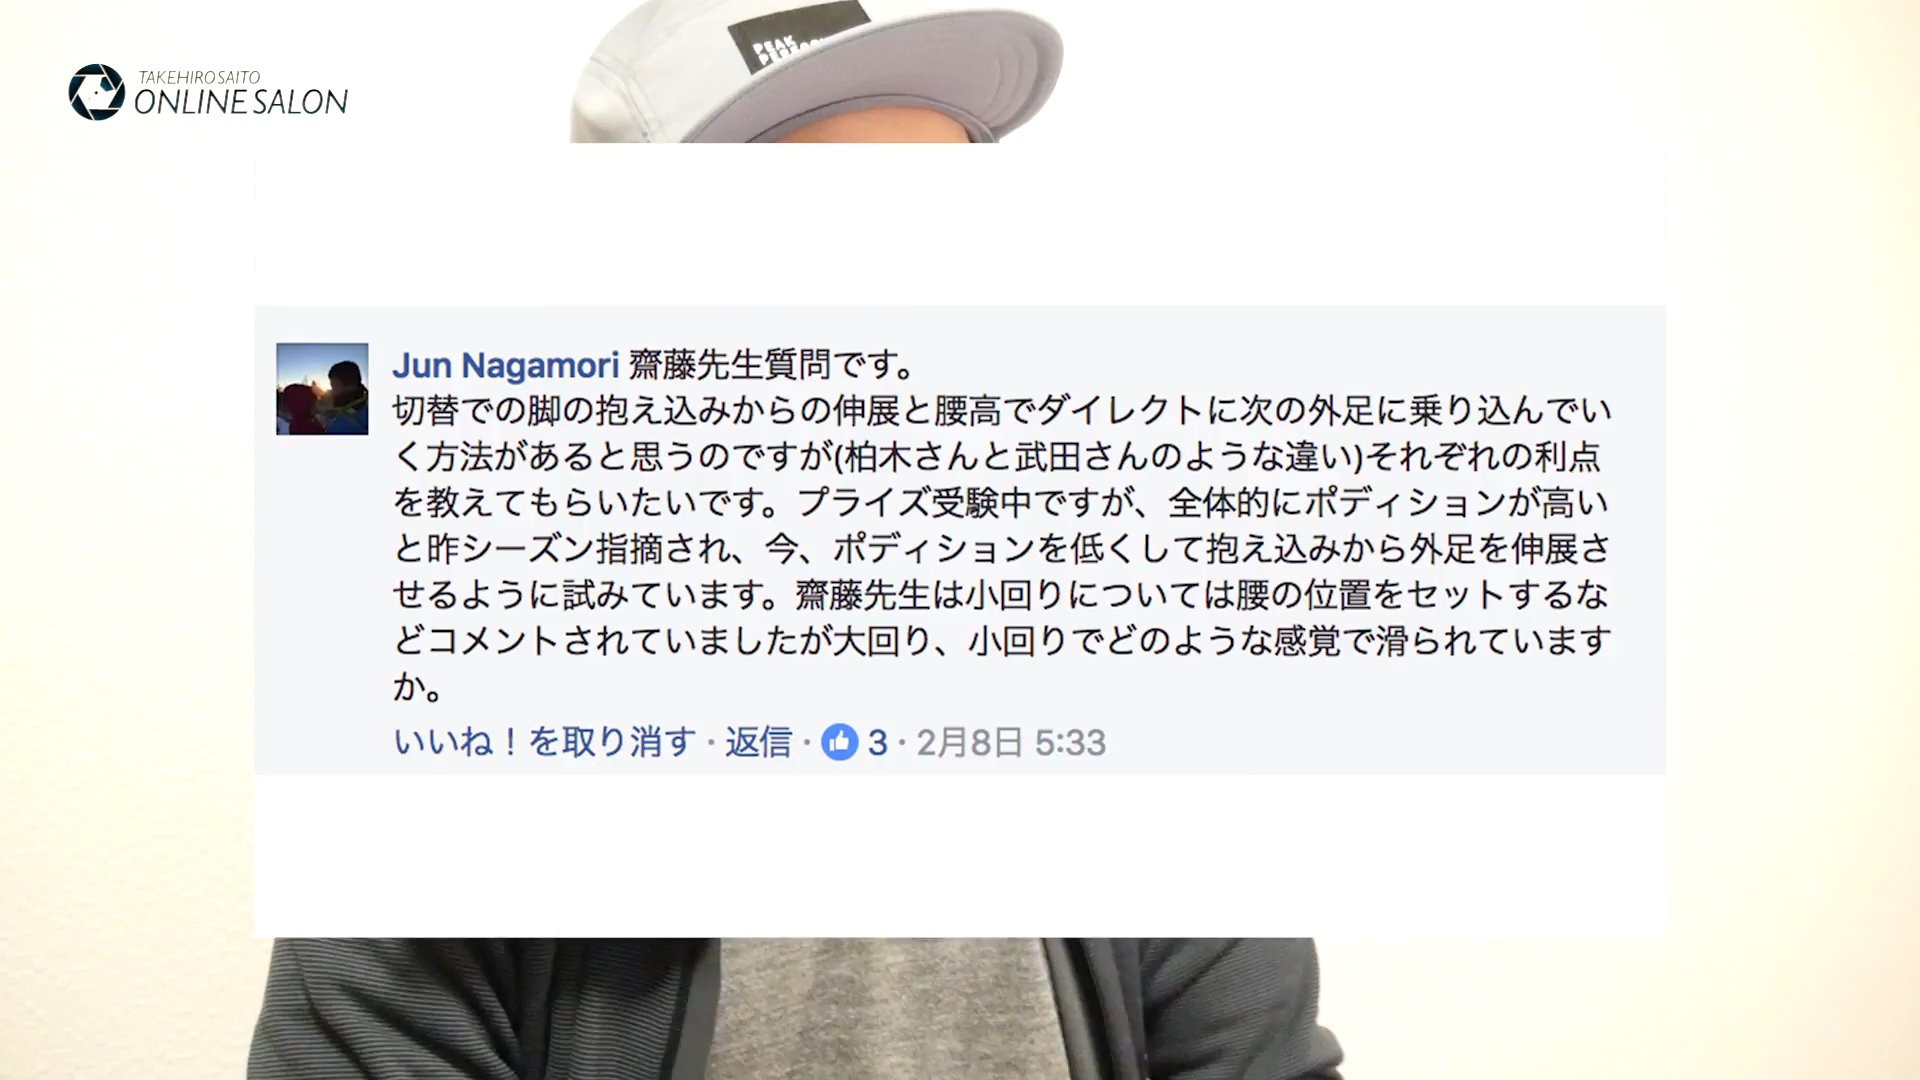 TAKEHIRO SAITO
ONLINE SALON
PEAK
Jun Nagamori 齋藤先生質問です。
切替での脚の抱え込みからの伸展と腰高でダイレクトに次の外足に乗り込んでい
く方法があると思うのですが(柏木さんと武田さんのような違い)それぞれの利点
を教えてもらいたいです。プライズ受験中ですが、全体的にポディションが高い
と昨シーズン指摘され、今、ポディションを低くして抱え込みから外足を伸展さ
せるように試みています。齋藤先生は小回りについては腰の位置をセットするな
どコメントされていましたが大回り、小回りでどのような感覚で滑られています
か。
いいね！を取り消す · 返信 · 3 · 2月8日 5:33